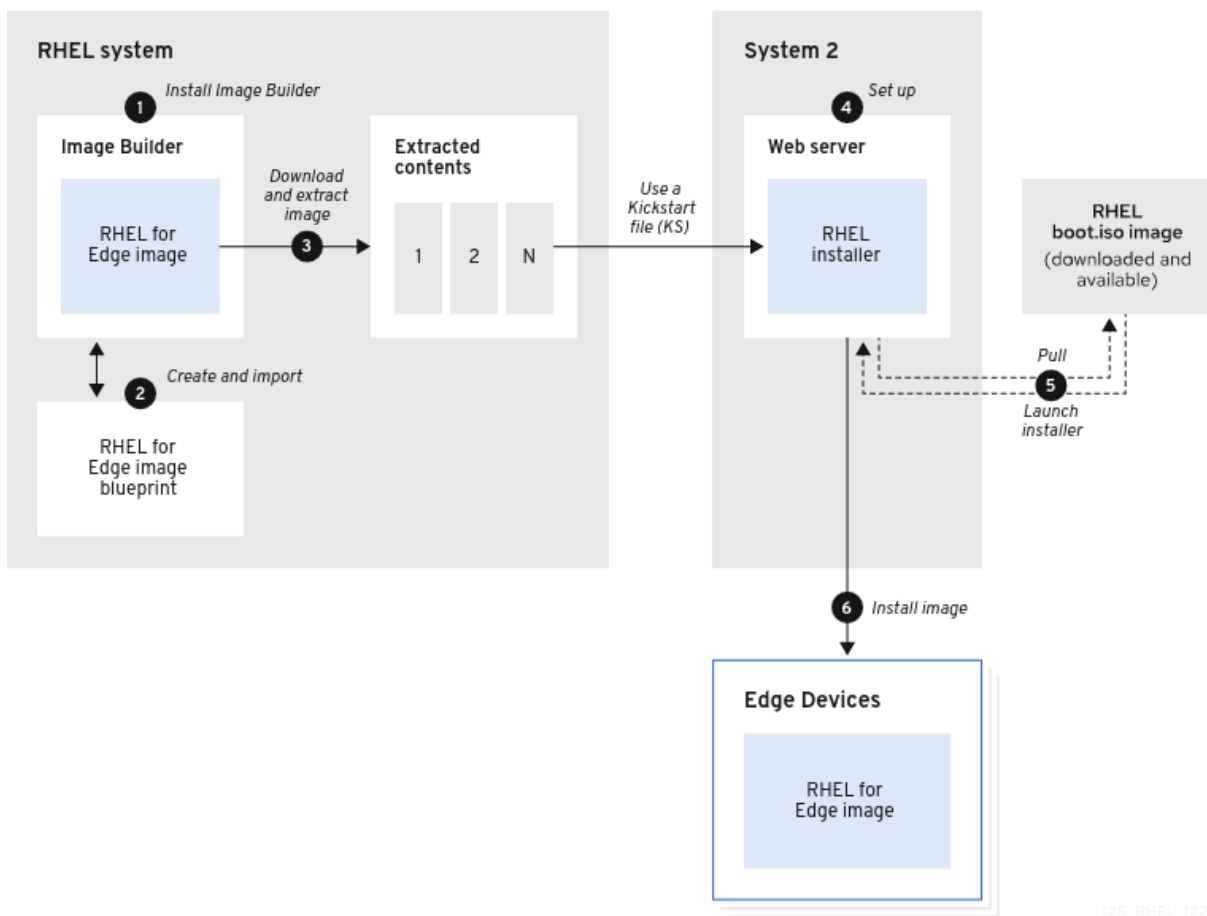 RHEL system
1
Install Image Builder
Image Builder
RHEL for
Edge image
Download
and extract
image
3
Extracted
contents
1
2
N
2
Create and import
RHEL for
Edge image
blueprint
Use a
Kickstart
file (KS)
System 2
4
Set up
Web server
RHEL
installer
RHEL
boot.iso image
(downloaded and
available)
Pull
5
Launch
installer
6
Install image
Edge Devices
RHEL for
Edge image
125_RHEL_122